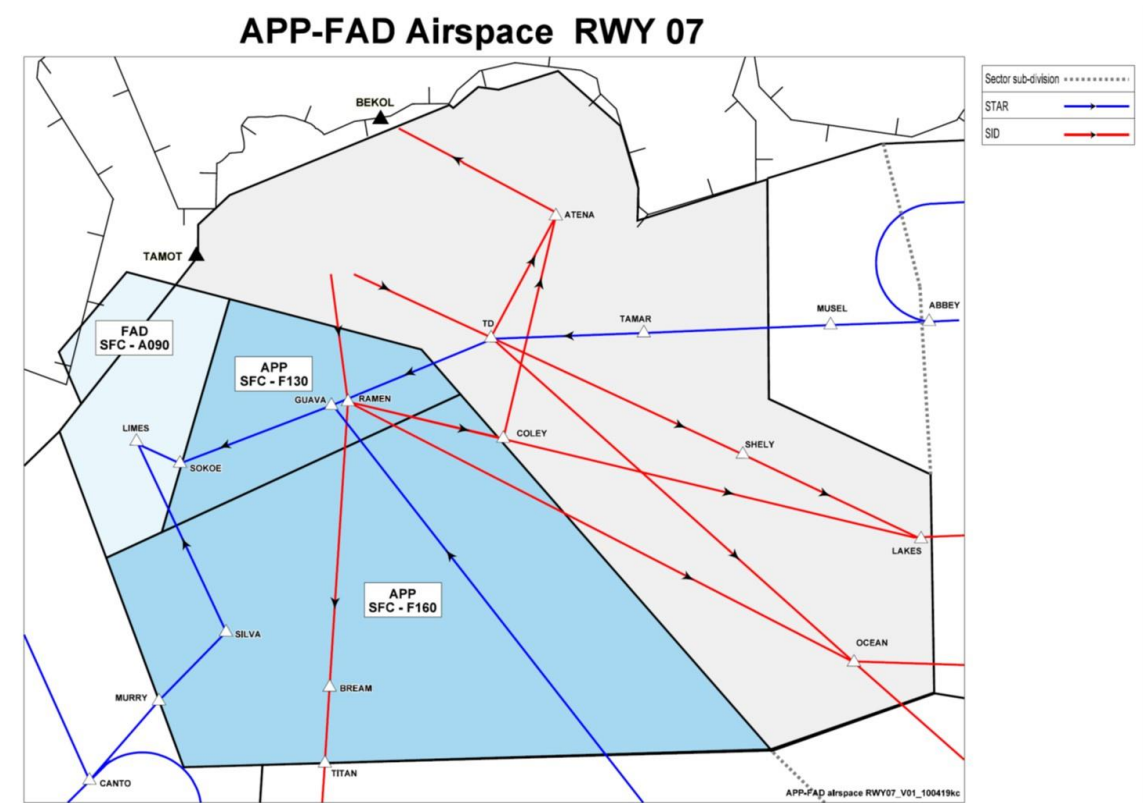 APP-FAD Airspace RWY 07
Sector sub-division
STAR
SID
BEKOL
ATENA
TAMOT
ABBEY
MUSEL
TAMAR
TD
FAD
SFC - A090
APP
SFC - F130
GUAVA
RAMEN
LIMES
COLEY
SHELY
SOKOE
LAKES
APP
SFC - F160
SILVA
OCEAN
BREAM
MURRY
TITAN
CANTO
APP-FAD airspace RWY07_V01_100419kc